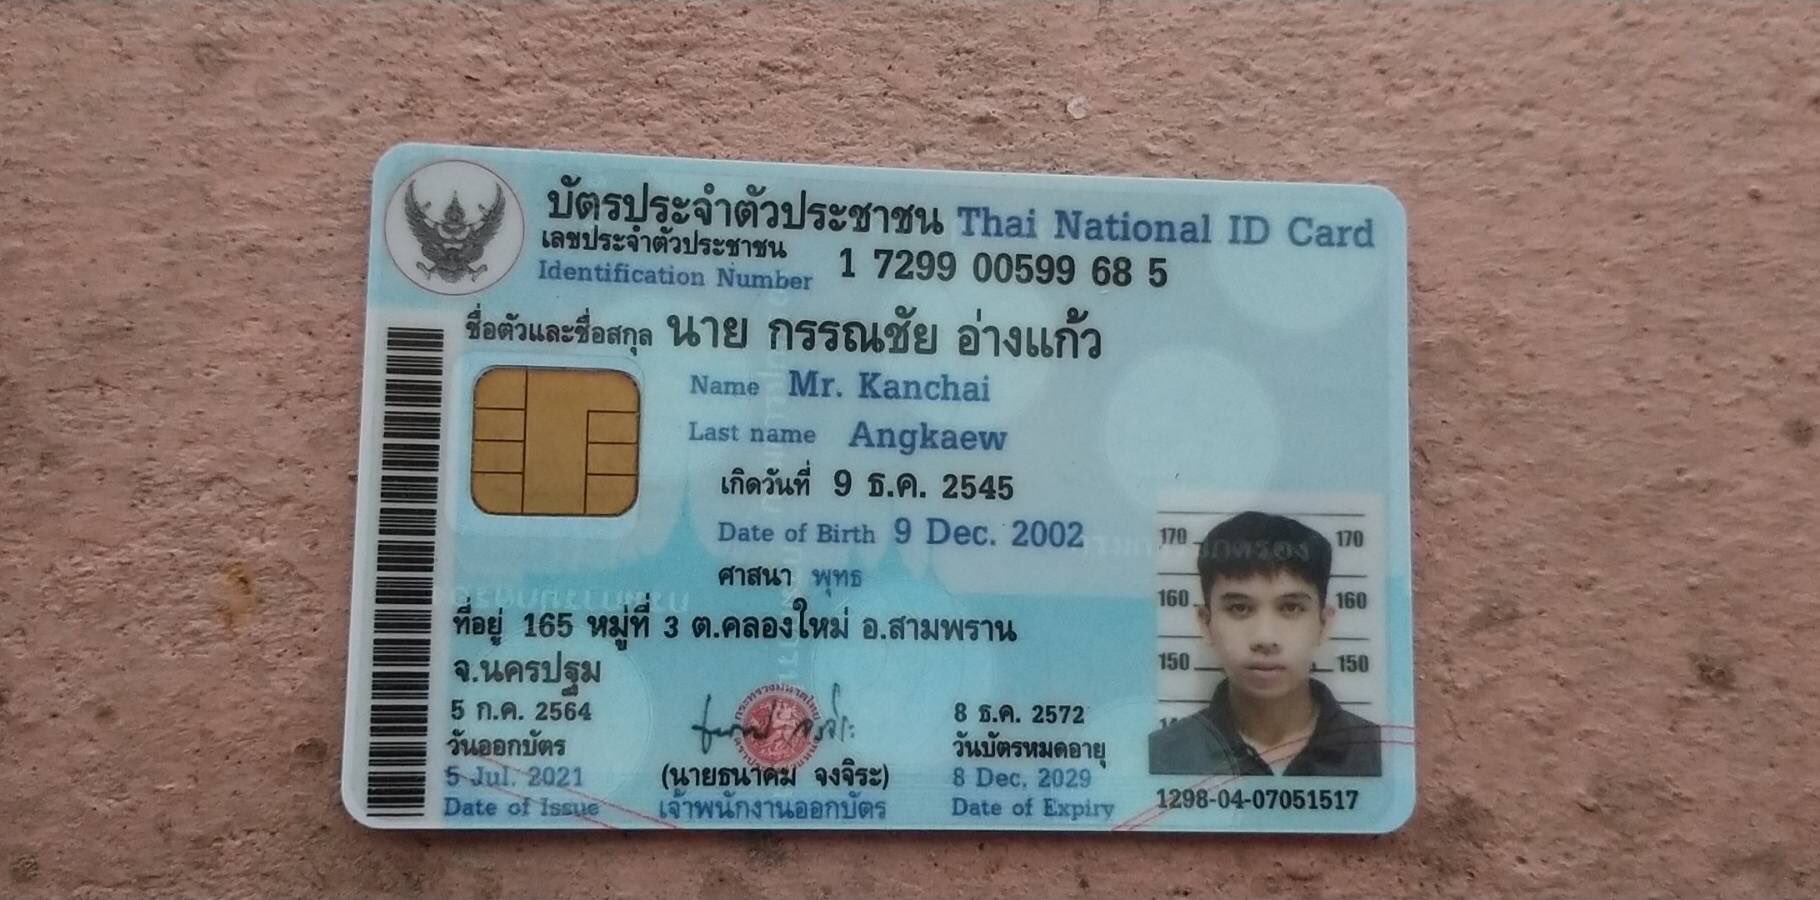 บัตรประจำตัวประชาชน Thai National ID Card
เลขประจำตัวประชาชน
Identification Number 1 7299 00599 68 5
ชื่อตัวและชื่อสกุล นาย กรรณชัย อ่างแก้ว
Name Mr. Kanchai
Last name Angkaew
เกิดวันที่ 9 ธ.ค. 2545
Date of Birth 9 Dec. 2002
ศาสนา พุทธ
ที่อยู่ 165 หมู่ที่ 3 ต.คลองใหม่ อ.สามพราน
จ.นครปฐม
5 ก.ค. 2564
วันออกบัตร
5 Jul. 2021
Date of Issue
(นายธนาคม จงจิระ)
เจ้าพนักงานออกบัตร
8 ธ.ค. 2572
วันบัตรหมดอายุ
8 Dec. 2029
Date of Expiry
170 170
160 160
150 150
1298-04-07051517